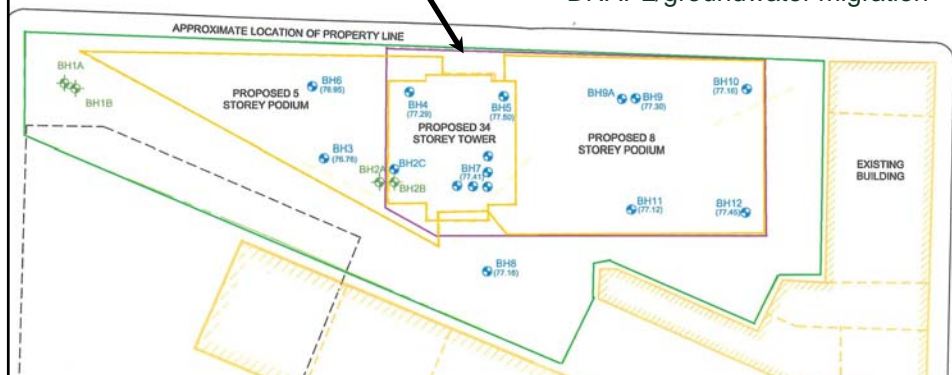 DNAPL/groundwater migration
APPROXIMATE LOCATION OF PROPERTY LINE
BH1A
BH1B
PROPOSED 5
STOREY PODIUM
BH6
(76.95)
BH3
(76.76)
BH2A
BH2C
BH2B
BH4
(77.29)
BH5
(77.50)
PROPOSED 34
STOREY TOWER
BH7
(77.41)
BH8
(77.16)
BH9A
BH9
(77.30)
BH10
(77.16)
PROPOSED 8
STOREY PODIUM
BH11
(77.12)
BH12
(77.45)
EXISTING
BUILDING